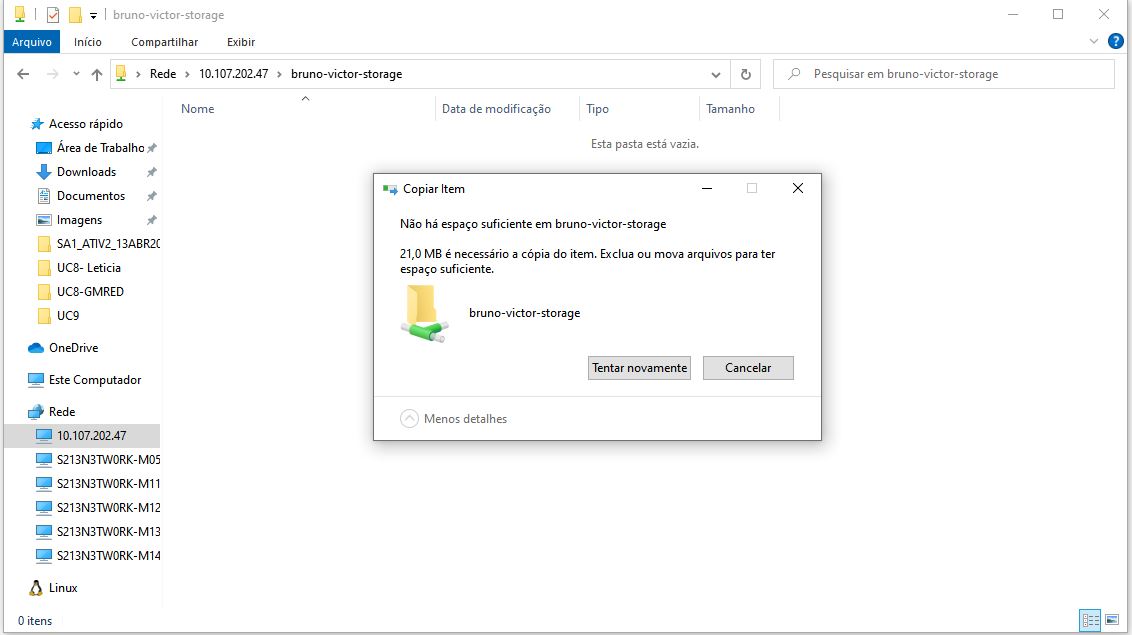 bruno-victor-storage
Arquivo
Início
Compartilhar
Exibir
?
Rede
10.107.202.47
bruno-victor-storage
Pesquisar em bruno-victor-storage
Nome
Data de modificação
Tipo
Tamanho
Esta pasta está vazia.
Acesso rápido
Área de Trabalho
Downloads
Documentos
Imagens
SA1_ATIV2_13ABR20
UC8- Leticia
UC8-GMRED
UC9
OneDrive
Este Computador
Rede
10.107.202.47
S213N3TW0RK-M05
S213N3TW0RK-M11
S213N3TW0RK-M12
S213N3TW0RK-M13
S213N3TW0RK-M14
Linux
Copiar Item
Não há espaço suficiente em bruno-victor-storage
21,0 MB é necessário a cópia do item. Exclua ou mova arquivos para ter
espaço suficiente.
bruno-victor-storage
Tentar novamente
Cancelar
Menos detalhes
0 itens